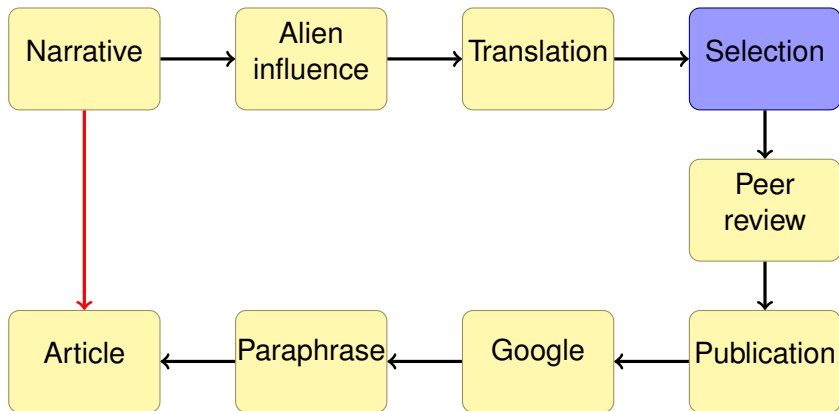 Narrative
Alien
influence
Translation
Selection
Peer
review
Article
Paraphrase
Google
Publication